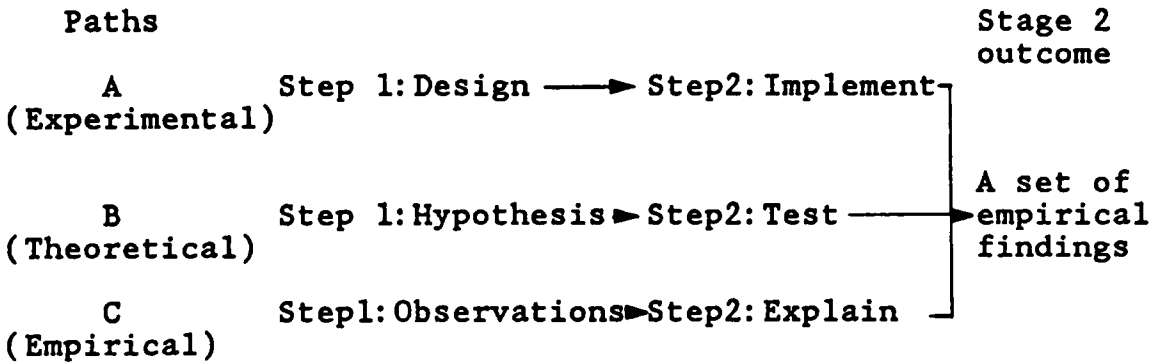 Paths
Stage 2
outcome
A
Step 1: Design
Step2: Implement
(Experimental)
A set of
B
Step 1: Hypothesis
Step2: Test
empirical
(Theoretical)
findings
C
Step1: Observations
Step2: Explain
(Empirical)